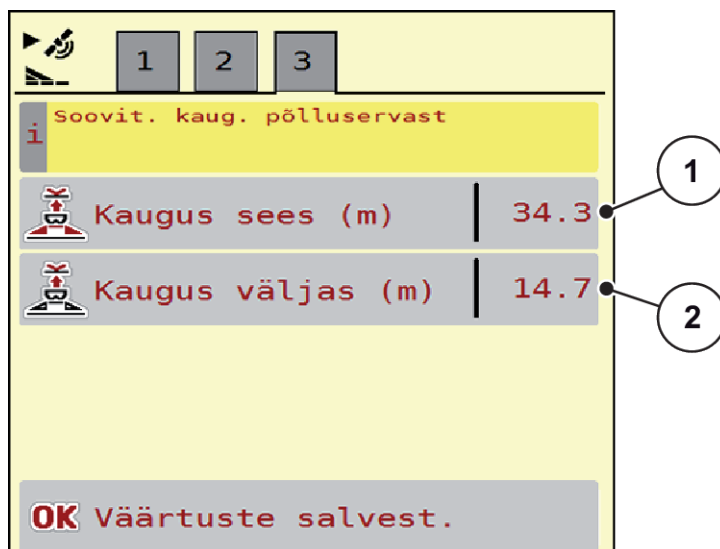 1 2 3
i Soovit. kaug. põlluservast
Kaugus sees (m) 34.3
1
Kaugus väljas (m) 14.7
2
OK Väärtuste salvest.